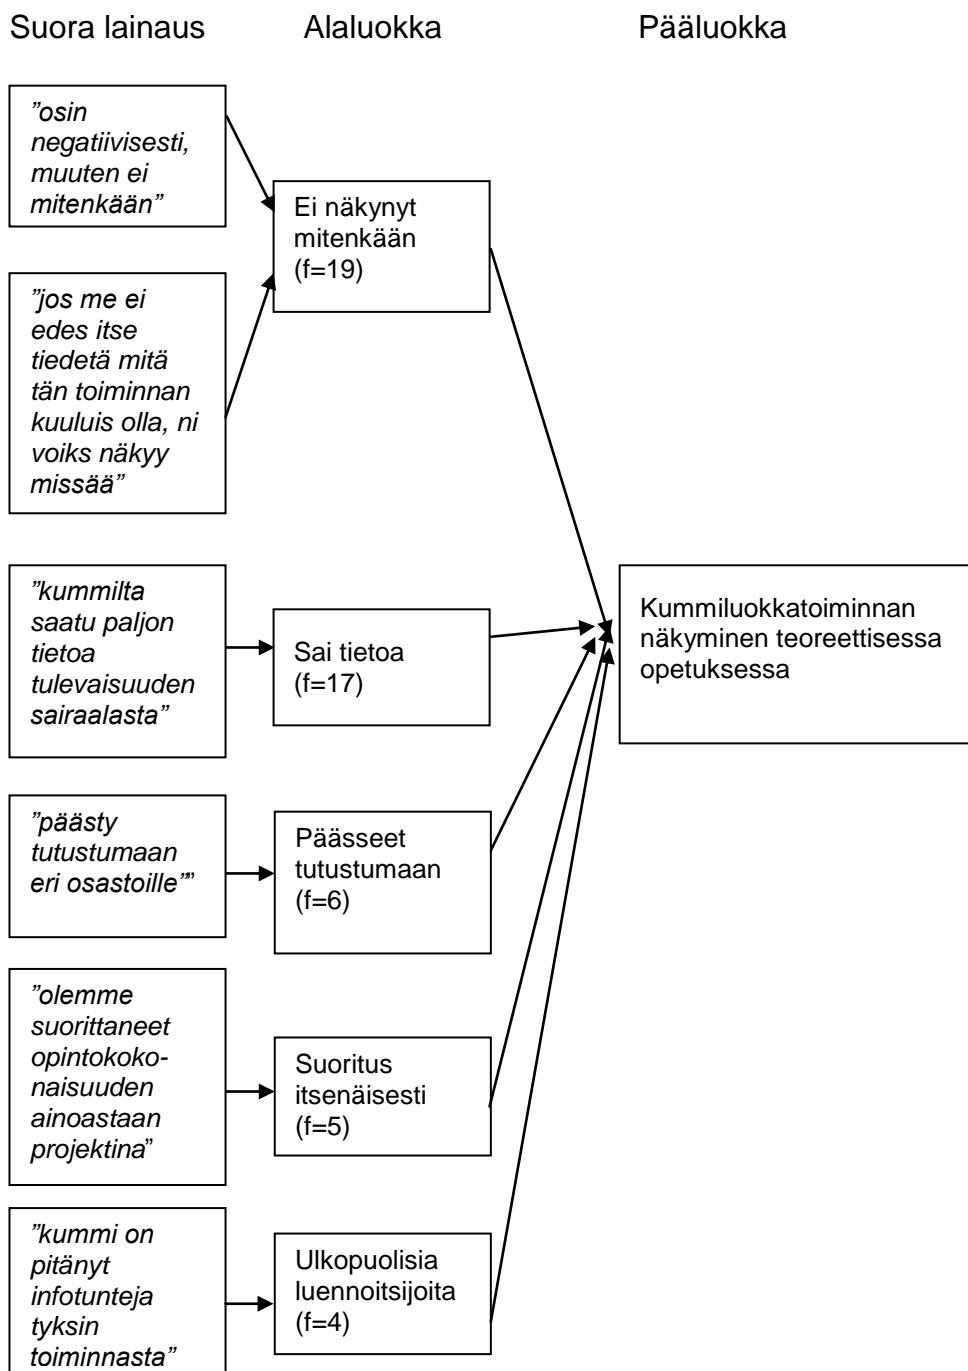 Suora lainaus
Alaluokka
Pääluokka
”osin
negatiivisesti,
muuten ei
mitenkään”
Ei näkynyt
mitenkään
(f=19)
”jos me ei
edes itse
tiedetä mitä
tän toiminnan
kuuluis olla, ni
voiks näkyy
missää”
”kummilta
saatu paljon
tietoa
tulevaisuuden
sairaalasta”
Sai tietoa
(f=17)
Kummiluokkatoiminnan
näkyminen teoreettisessa
opetuksessa
”päästy
tutustumaan
eri osastoille””
Päässeet
tutustumaan
(f=6)
”olemme
suorittaneet
opintokoko-
naisuuden
ainoastaan
projektina”
Suoritus
itsenäisesti
(f=5)
”kummi on
pitänyt
infotunteja
tyksin
toiminnasta”
Ulkopuolisia
luennoitsijoita
(f=4)